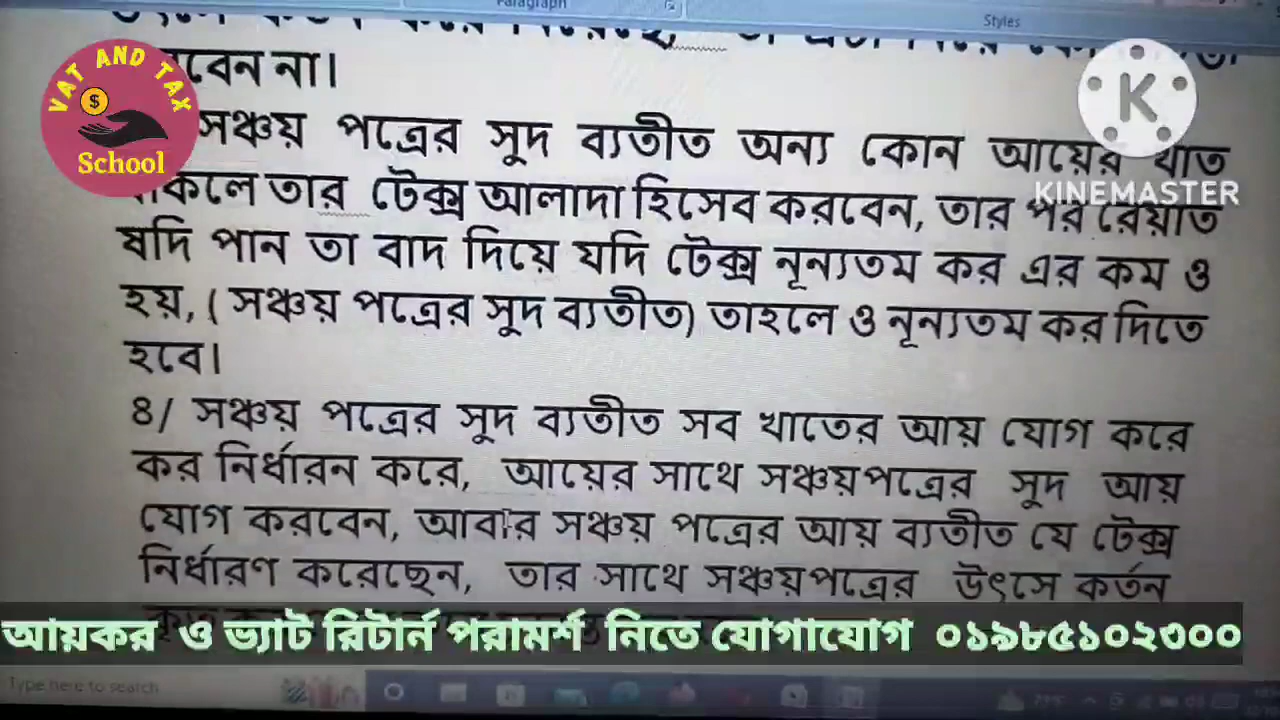 Paragraph
Styles
VAT AND TAX
School
K
KINEMASTER
বেন না।
সঞ্চয় পত্রের সুদ ব্যতীত অন্য কোন আয়ের খাত
থাকলে তার টেক্স আলাদা হিসেব করবেন, তার পর রেয়াত
যদি পান তা বাদ দিয়ে যদি টেক্স নূন্যতম কর এর কম ও
হয়, ( সঞ্চয় পত্রের সুদ ব্যতীত) তাহলে ও নূন্যতম কর দিতে
হবে।
৪/ সঞ্চয় পত্রের সুদ ব্যতীত সব খাতের আয় যোগ করে
কর নির্ধারন করে, আয়ের সাথে সঞ্চয়পত্রের সুদ আয়
যোগ করবেন, আবার সঞ্চয় পত্রের আয় ব্যতীত যে টেক্স
নির্ধারণ করেছেন, তার সাথে সঞ্চয়পত্রের উৎসে কর্তন
আয়কর ও ভ্যাট রিটার্ন পরামর্শ নিতে যোগাযোগ ০১৯৮৫১০২৩০০
Type here to search